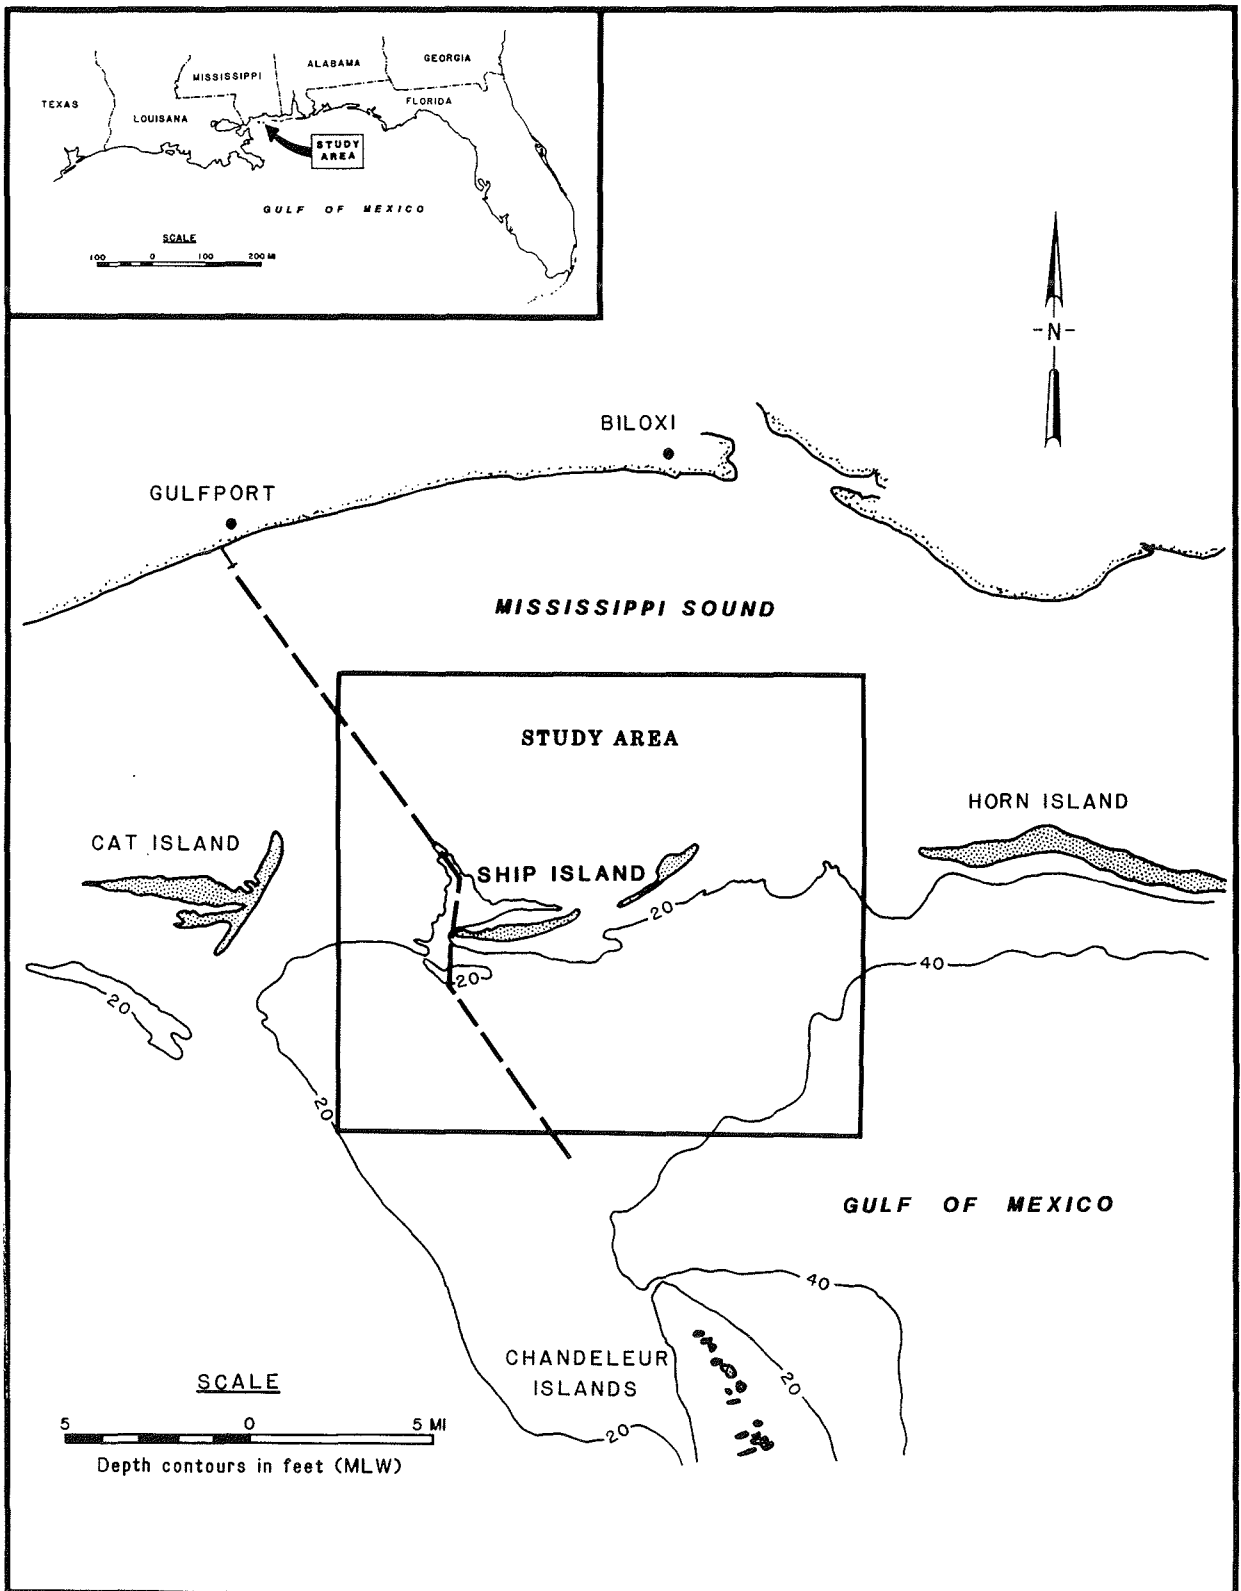 MISSISSIPPI
ALABAMA
GEORGIA
TEXAS
LOUISANA
FLORIDA
STUDY
AREA
GULF OF MEXICO
SCALE
100 0 100 200 MI
-N-
BILOXI
GULFPORT
MISSISSIPPI SOUND
STUDY AREA
HORN ISLAND
CAT ISLAND
SHIP ISLAND
20
40
20
20
20
GULF OF MEXICO
40
CHANDELEUR
ISLANDS
20
20
SCALE
5 0 5 MI
Depth contours in feet (MLW)